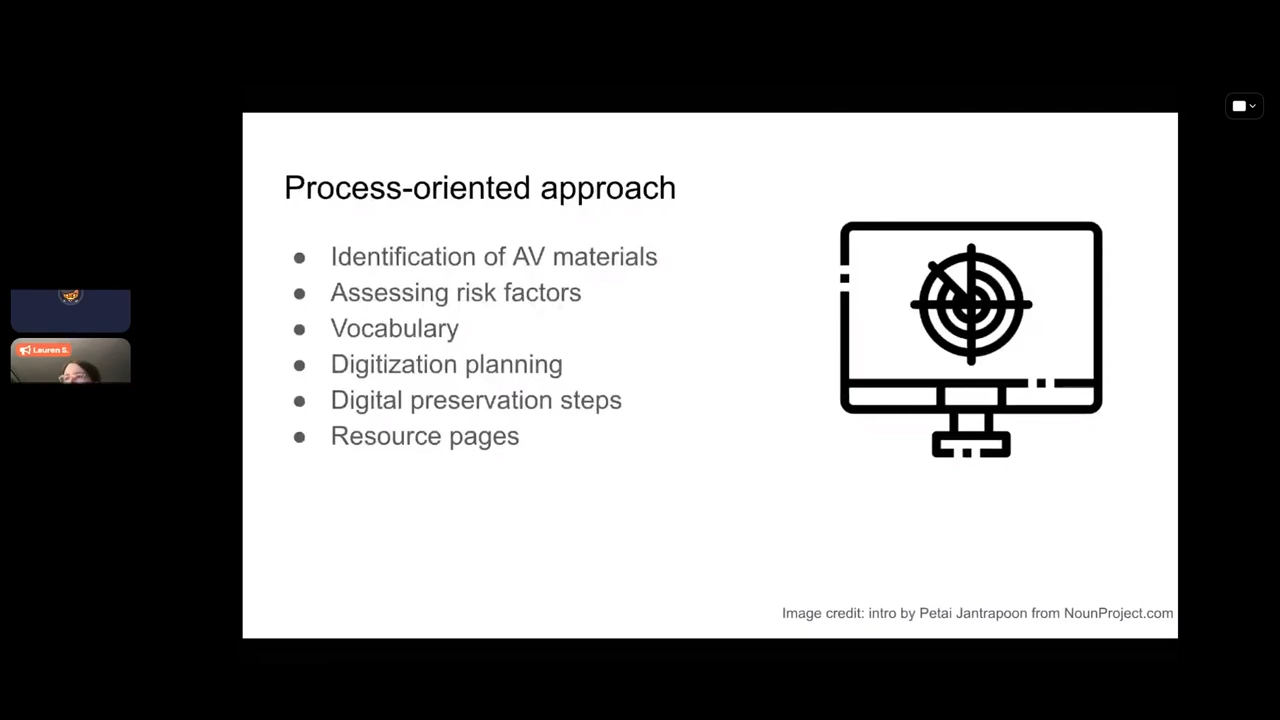 Process-oriented approach
● Identification of AV materials
● Assessing risk factors
● Vocabulary
● Digitization planning
● Digital preservation steps
● Resource pages
Lauren S.
Image credit: intro by Petai Jantrapoon from NounProject.com